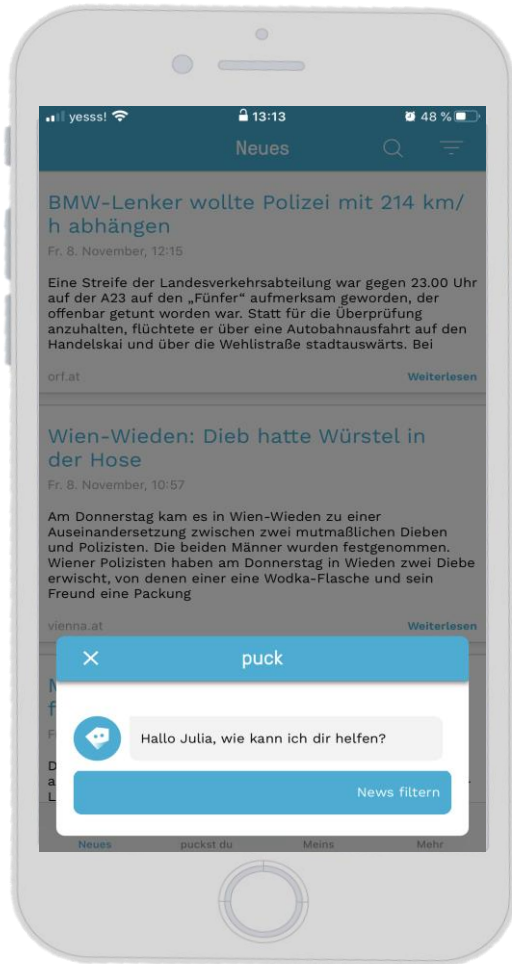 yesss!
13:13
48 %
Neues
BMW-Lenker wollte Polizei mit 214 km/
h abhängen
Fr. 8. November, 12:15
Eine Streife der Landesverkehrsabteilung war gegen 23.00 Uhr
auf der A23 auf den „Fünfer“ aufmerksam geworden, der
offenbar getunt worden war. Statt für die Überprüfung
anzuhalten, flüchtete er über eine Autobahnausfahrt auf den
Handelskai und über die Wehlistraße stadtauswärts. Bei
orf.at
Weiterlesen
Wien-Wieden: Dieb hatte Würstel in
der Hose
Fr. 8. November, 10:57
Am Donnerstag kam es in Wien-Wieden zu einer
Auseinandersetzung zwischen zwei mutmaßlichen Dieben
und Polizisten. Die beiden Männer wurden festgenommen.
Wiener Polizisten haben am Donnerstag in Wieden zwei Diebe
erwischt, von denen einer eine Wodka-Flasche und sein
Freund eine Packung
vienna.at
Weiterlesen
puck
Hallo Julia, wie kann ich dir helfen?
News filtern
Neues
puckst du
Meins
Mehr